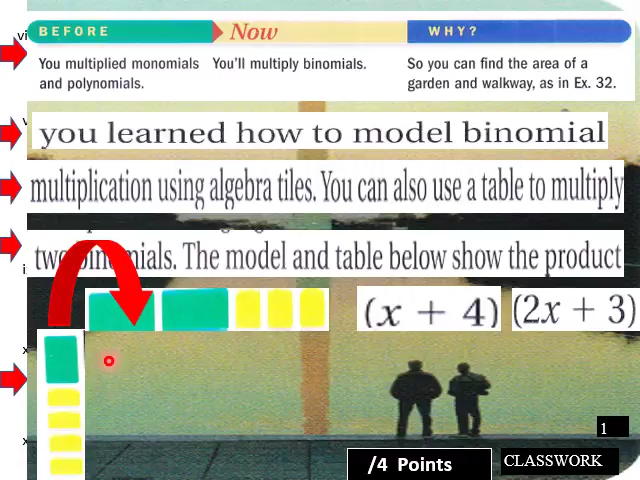 BEFORE Now WHY?
You multiplied monomials You'll multiply binomials. So you can find the area of a
and polynomials. garden and walkway, as in Ex. 32.
you learned how to model binomial
multiplication using algebra tiles. You can also use a table to multiply
two binomials. The model and table below show the product
(x + 4) (2x + 3)
1
/4 Points CLASSWORK